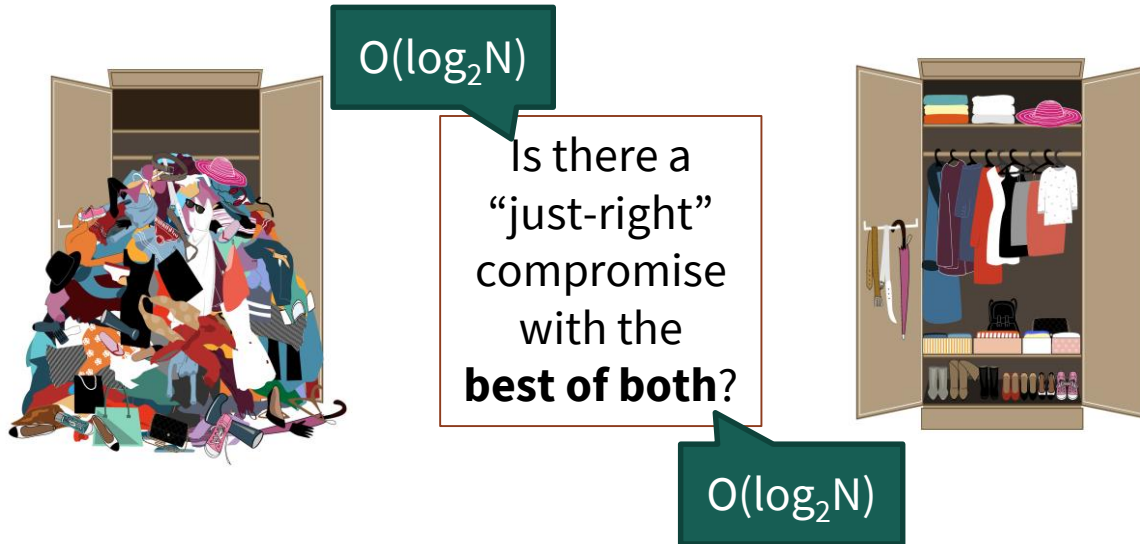 O(log₂N)
Is there a
“just-right”
compromise
with the
best of both?
O(log₂N)